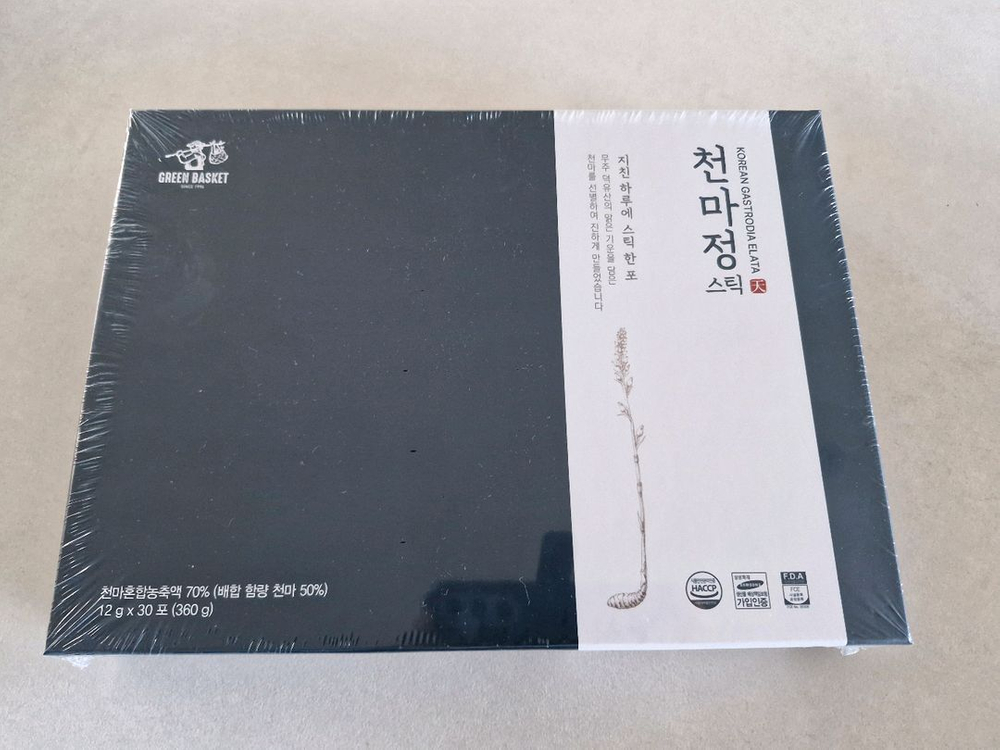 GREEN BASKET
SINCE 1996
지친 하루에 스틱 한 포
무주 덕유산의 맑은 기운을 담은
천마를 선별하여 진하게 만들었습니다
KOREAN GASTRODIA ELATA
천마정
스틱
天
천마혼합농축액 70% (배합 함량 천마 50%)
12 g x 30 포 (360 g)
HACCP
가입인증
F.D.A
FCE